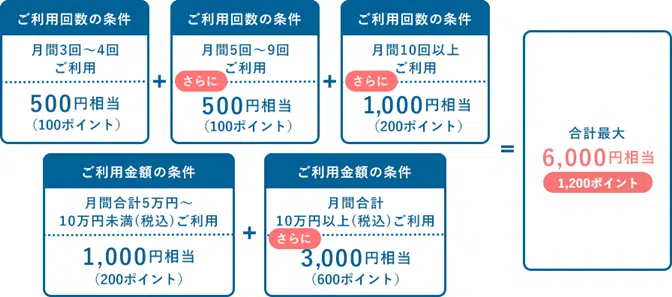 ご利用回数の条件
月間3回～4回
ご利用
500円相当
(100ポイント)
+
ご利用回数の条件
月間5回～9回
ご利用
さらに
500円相当
(100ポイント)
+
ご利用回数の条件
月間10回以上
ご利用
さらに
1,000円相当
(200ポイント)
ご利用金額の条件
月間合計5万円～
10万円未満(税込)ご利用
1,000円相当
(200ポイント)
+
ご利用金額の条件
月間合計
10万円以上(税込)ご利用
さらに
3,000円相当
(600ポイント)
=
合計最大
6,000円相当
1,200ポイント